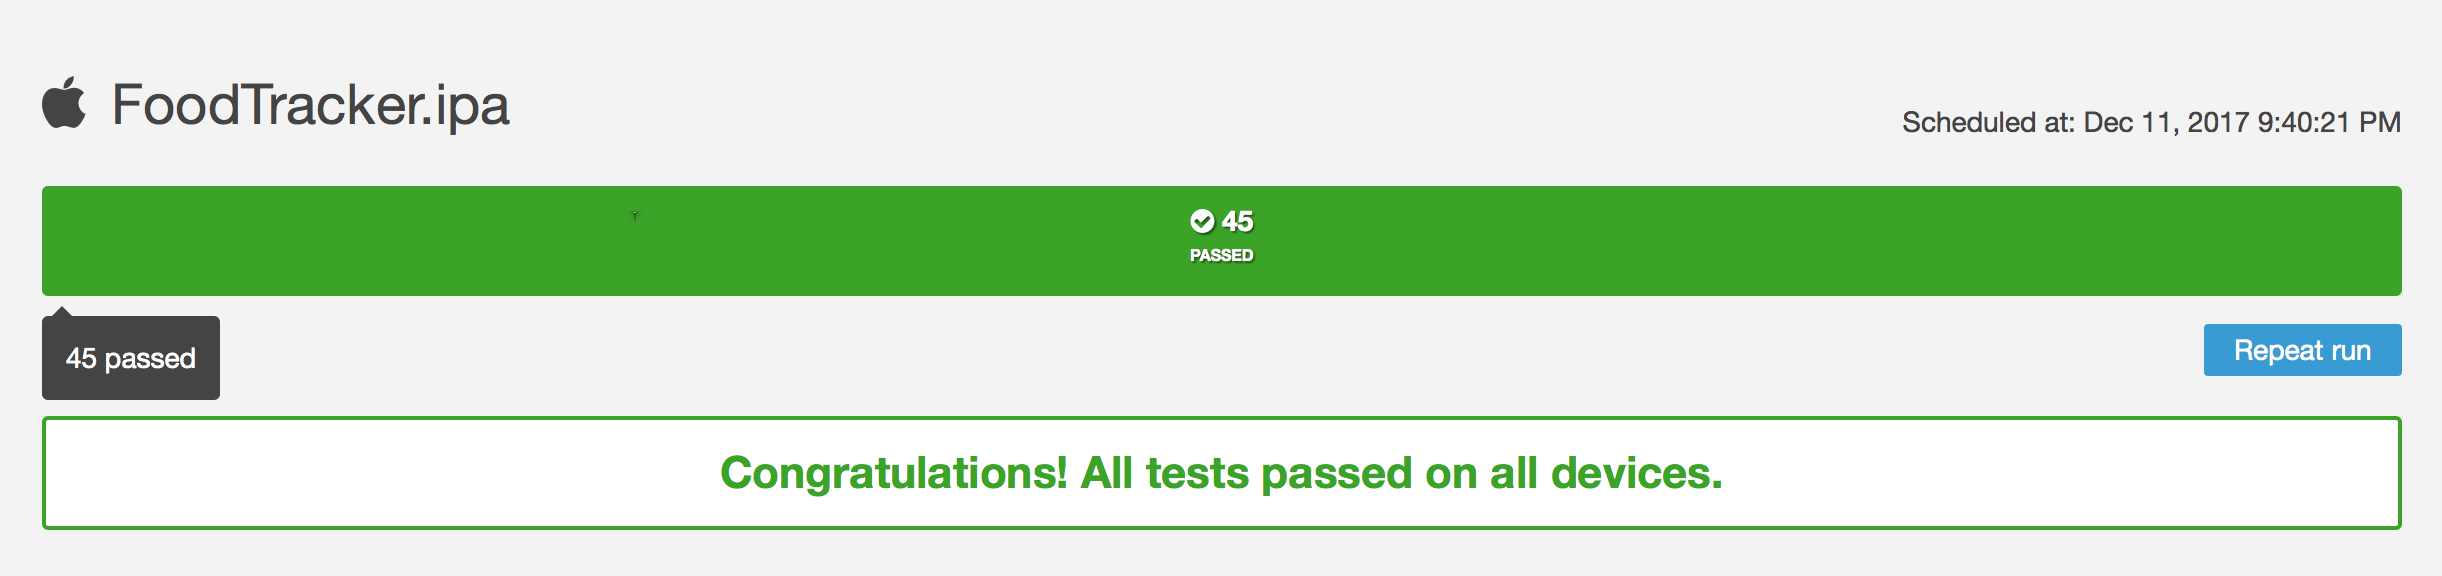 FoodTracker.ipa
Scheduled at: Dec 11, 2017 9:40:21 PM
45
PASSED
45 passed
Repeat run
Congratulations! All tests passed on all devices.